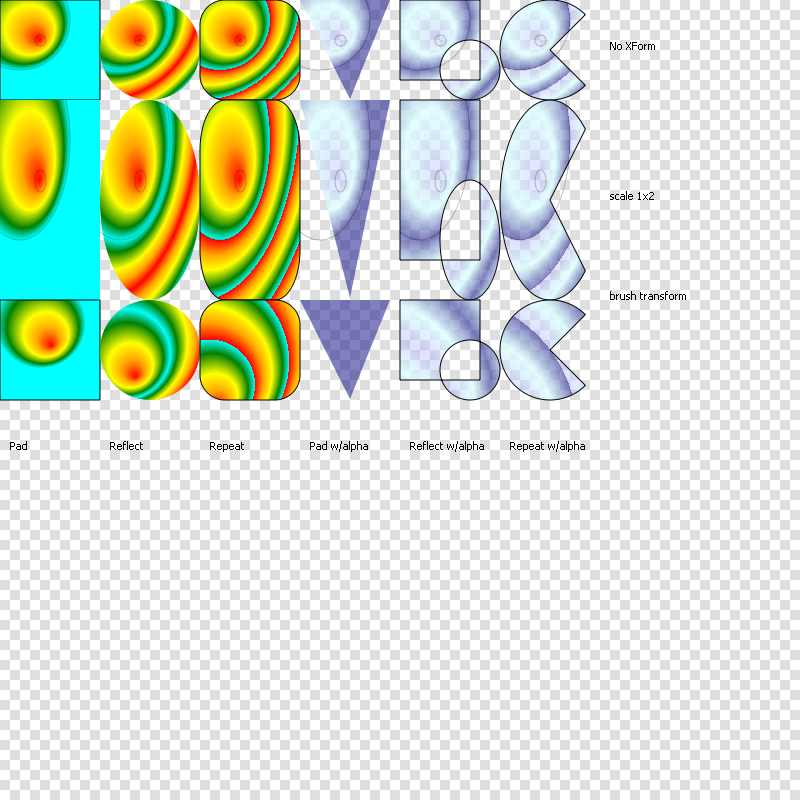 No XForm
scale 1x2
brush transform
Pad Reflect Repeat Pad w/alpha Reflect w/alpha Repeat w/alpha